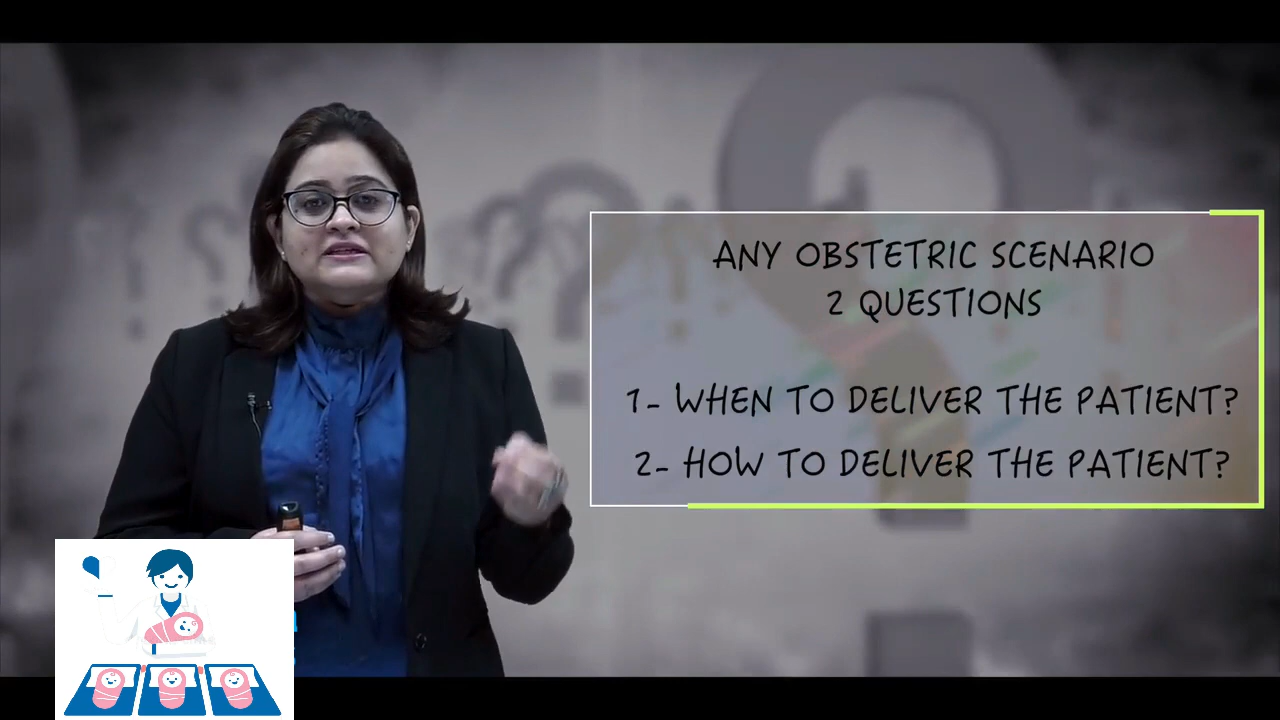 ANY OBSTETRIC SCENARIO
2 QUESTIONS
1- WHEN TO DELIVER THE PATIENT?
2- HOW TO DELIVER THE PATIENT?